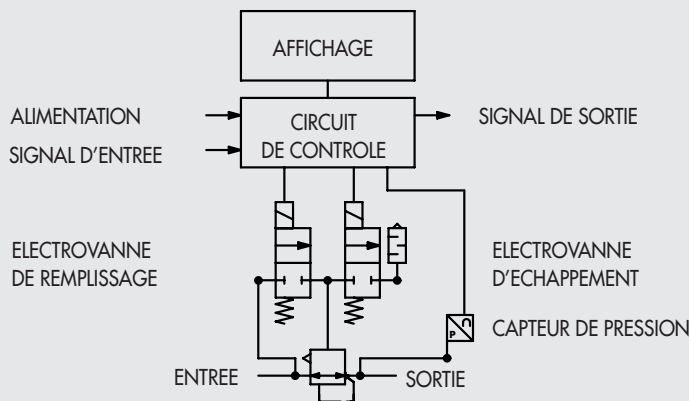 AFFICHAGE
ALIMENTATION
CIRCUIT
DE CONTROLE
SIGNAL DE SORTIE
SIGNAL D'ENTREE
ELECTROVANNE
DE REMPLISSAGE
ELECTROVANNE
D'ECHAPPEMENT
P
CAPTEUR DE PRESSION
ENTREE
SORTIE